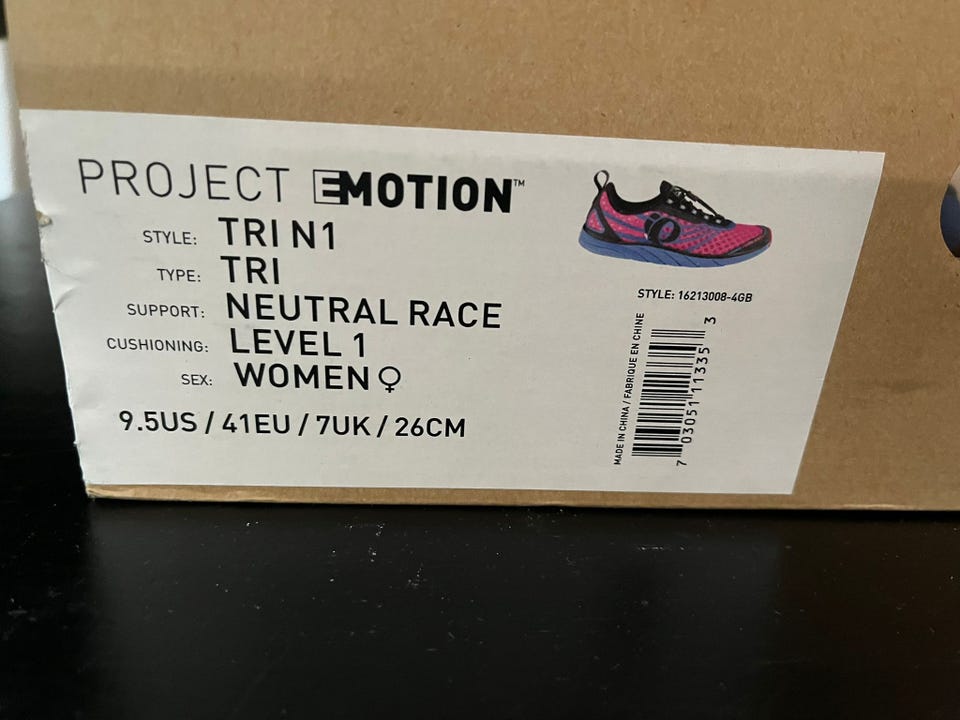 PROJECT EMOTION™
STYLE: TRI N1
TYPE: TRI
SUPPORT: NEUTRAL RACE
CUSHIONING: LEVEL 1
SEX: WOMEN ♀
9.5US / 41EU / 7UK / 26CM
STYLE: 16213008-4GB
MADE IN CHINA / FABRIQUE EN CHINE
7 03051 11335 3